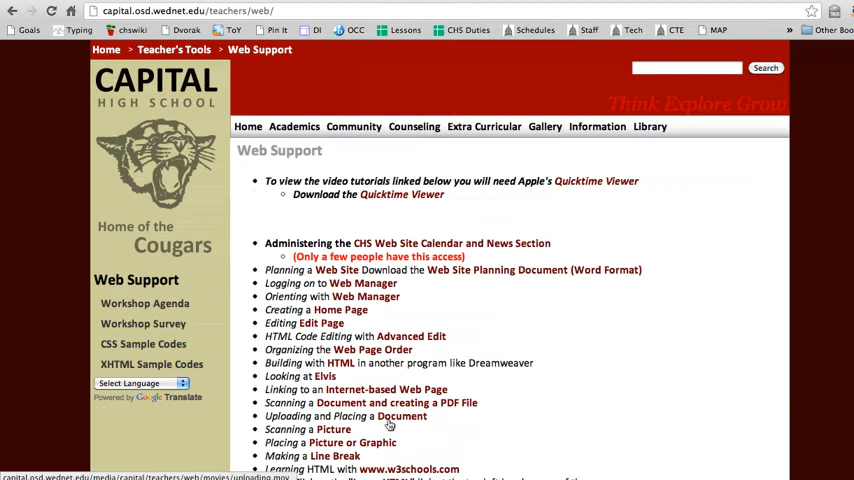 capital.osd.wednet.edu/teachers/web/
Goals Typing chswiki Dvorak ToY Pin It DI OCC Lessons CHS Duties Schedules Staff Tech CTE MAP » Other Boo
Home > Teacher's Tools > Web Support
CAPITAL
HIGH SCHOOL
Search
Think Explore Grow
Home Academics Community Counseling Extra Curricular Gallery Information Library
Web Support
• To view the video tutorials linked below you will need Apple's Quicktime Viewer
Download the Quicktime Viewer
Home of the
Cougars
• Administering the CHS Web Site Calendar and News Section
(Only a few people have this access)
• Planning a Web Site Download the Web Site Planning Document (Word Format)
• Logging on to Web Manager
• Orienting with Web Manager
• Creating a Home Page
• Editing Edit Page
• HTML Code Editing with Advanced Edit
• Organizing the Web Page Order
• Building with HTML in another program like Dreamweaver
• Looking at Elvis
• Linking to an Internet-based Web Page
• Scanning a Document and creating a PDF File
• Uploading and Placing a Document
• Scanning a Picture
• Placing a Picture or Graphic
• Making a Line Break
• Learning HTML with www.w3schools.com
Web Support
Workshop Agenda
Workshop Survey
CSS Sample Codes
XHTML Sample Codes
Select Language
Powered by Google Translate
capital.osd.wednet.edu/media/capital/teachers/web/movies/uploading.mov